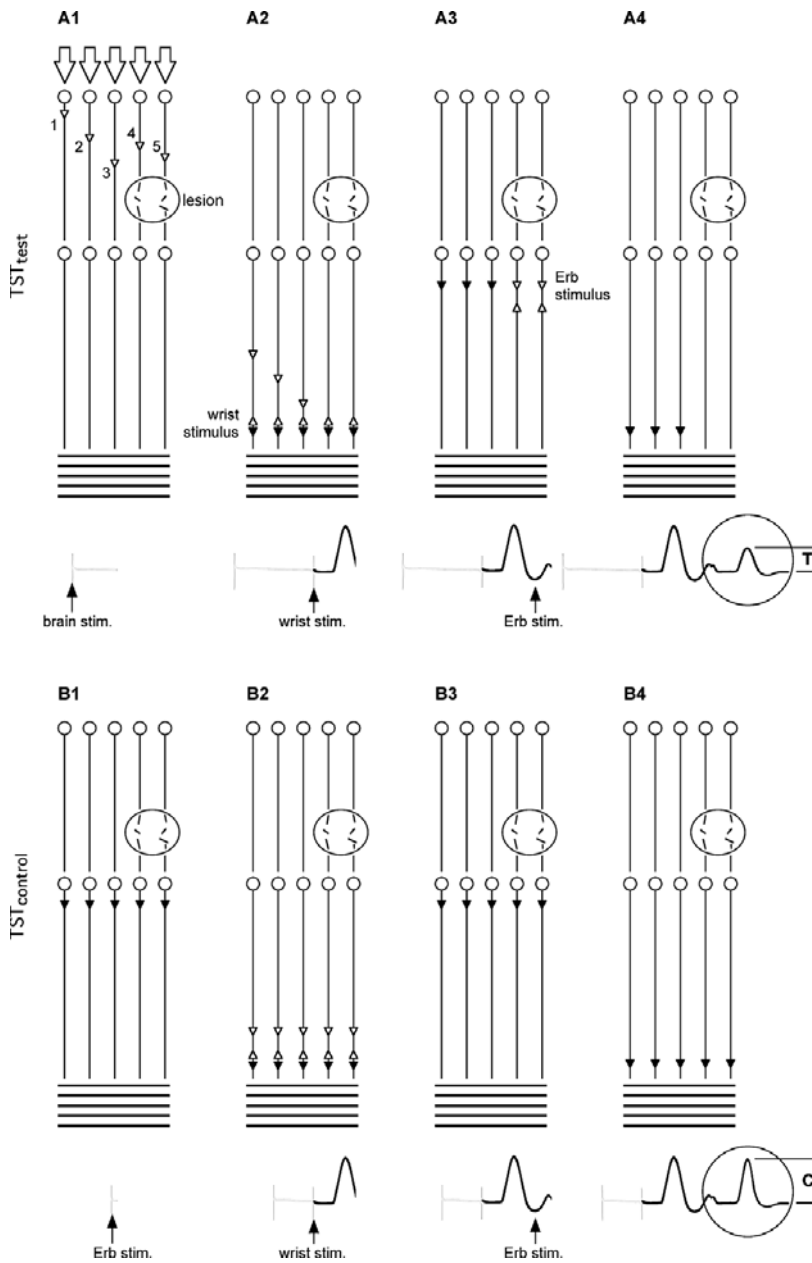 A1 A2 A3 A4
1
2
3
4
5
lesion
TSTtest
wrist
stimulus
Erb
stimulus
brain stim.
wrist stim.
Erb stim.
T
B1 B2 B3 B4
TSTcontrol
Erb stim.
wrist stim.
Erb stim.
C